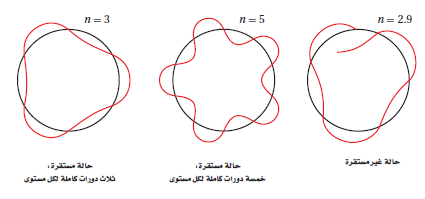 n = 3
n = 5
n = 2.9
حالة مستقرة،
ثلاث دورات كاملة لكل مستوى
حالة مستقرة،
خمسة دورات كاملة لكل مستوى
حالة غير مستقرة